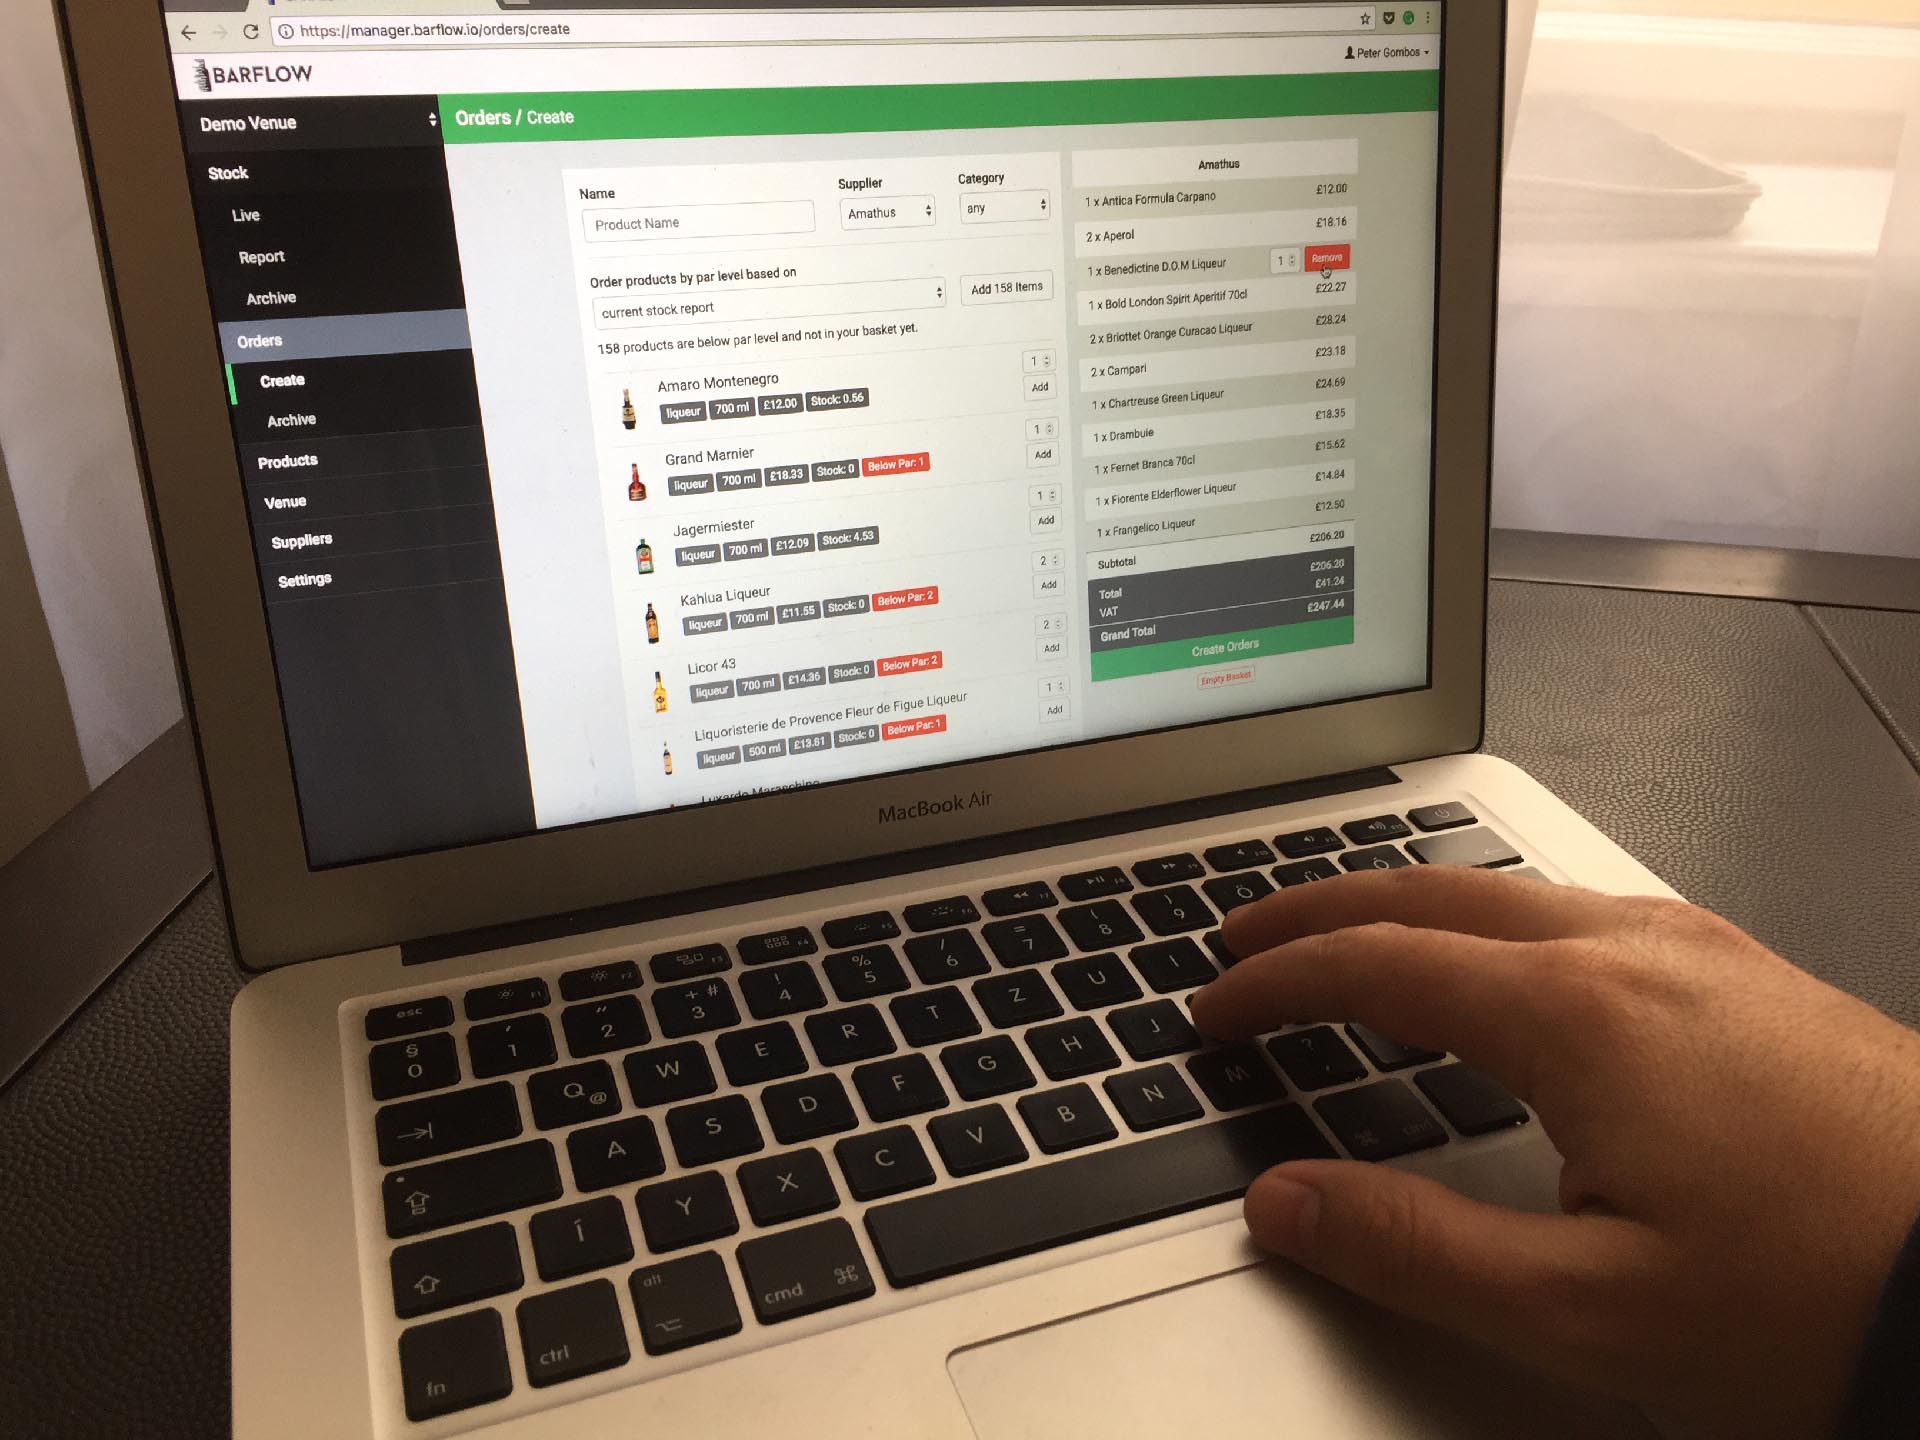 https://manager.barflow.io/orders/create
BARFLOW
Peter Gombos
Demo Venue
Stock
Live
Report
Archive
Orders
Create
Archive
Products
Venue
Suppliers
Settings
Orders / Create
Name
Product Name
Supplier
Amathus
Category
any
Order products by par level based on
current stock report
Add 158 Items
158 products are below par level and not in your basket yet.
Amaro Montenegro
liqueur 700 ml £12.00 Stock: 0.56
1
Add
Grand Marnier
liqueur 700 ml £18.33 Stock: 0 Below Par: 1
1
Add
Jagermiester
liqueur 700 ml £12.09 Stock: 4.53
1
Add
Kahlua Liqueur
liqueur 700 ml £11.55 Stock: 0 Below Par: 2
2
Add
Licor 43
liqueur 700 ml £14.36 Stock: 0 Below Par: 2
2
Add
Liquoristerie de Provence Fleur de Figue Liqueur
liqueur 500 ml £13.81 Stock: 0 Below Par: 1
1
Add
Luxardo Maraschino
Amathus
1 x Antica Formula Carpano £12.00
2 x Aperol £18.16
1 x Benedictine D.O.M Liqueur 1 Remove
1 x Bold London Spirit Aperitif 70cl £22.27
2 x Briottet Orange Curacao Liqueur £28.24
2 x Campari £23.18
1 x Chartreuse Green Liqueur £24.69
1 x Drambuie £18.35
1 x Fernet Branca 70cl £15.62
1 x Fiorente Elderflower Liqueur £14.84
1 x Frangelico Liqueur £12.50
Subtotal £206.20
Total £206.20
VAT £41.24
Grand Total £247.44
Create Orders
Empty Basket
MacBook Air
esc F1 F2 F3 F4 F5 F6 F7 F8 F9 F10
§ 0 ' 1 " 2 + # 3 ! 4 % 5 / 6 = 7 ( 8 ) 9 Ö Ü Ó
Q @ W E R T Z U I
A S D F G H J
Í Y X C V B N M ? ,
fn ctrl alt cmd ⌘ ⌘ cmd